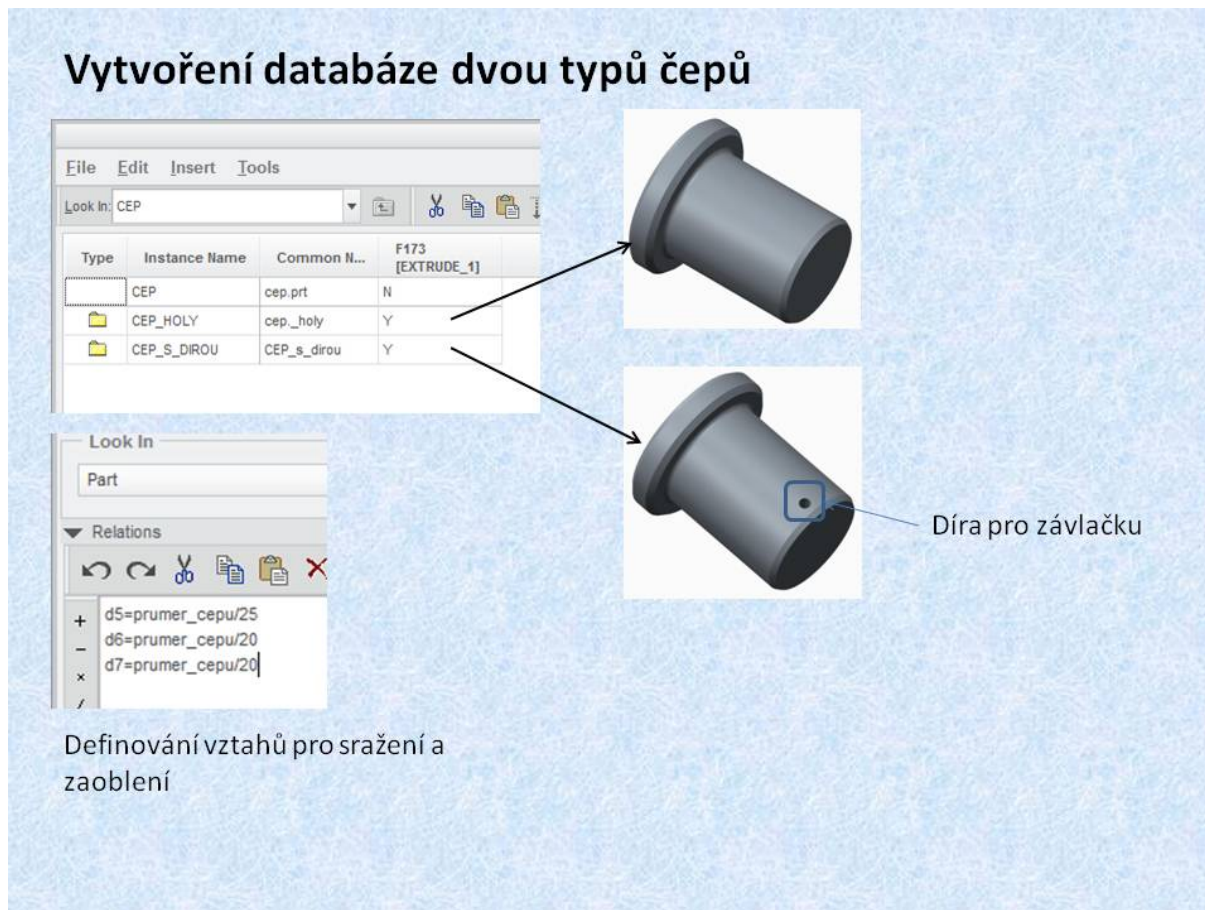 Vytvoření databáze dvou typů čepů
File Edit Insert Tools
Look In: CEP
Type Instance Name Common N... F173
[EXTRUDE_1]
CEP cep.prt N
CEP_HOLY cep._holy Y
CEP_S_DIROU CEP_s_dirou Y
Look In
Part
Relations
d5=prumer_cepu/25
d6=prumer_cepu/20
d7=prumer_cepu/20
Díra pro závlačku
Definování vztahů pro sražení a
zaoblení